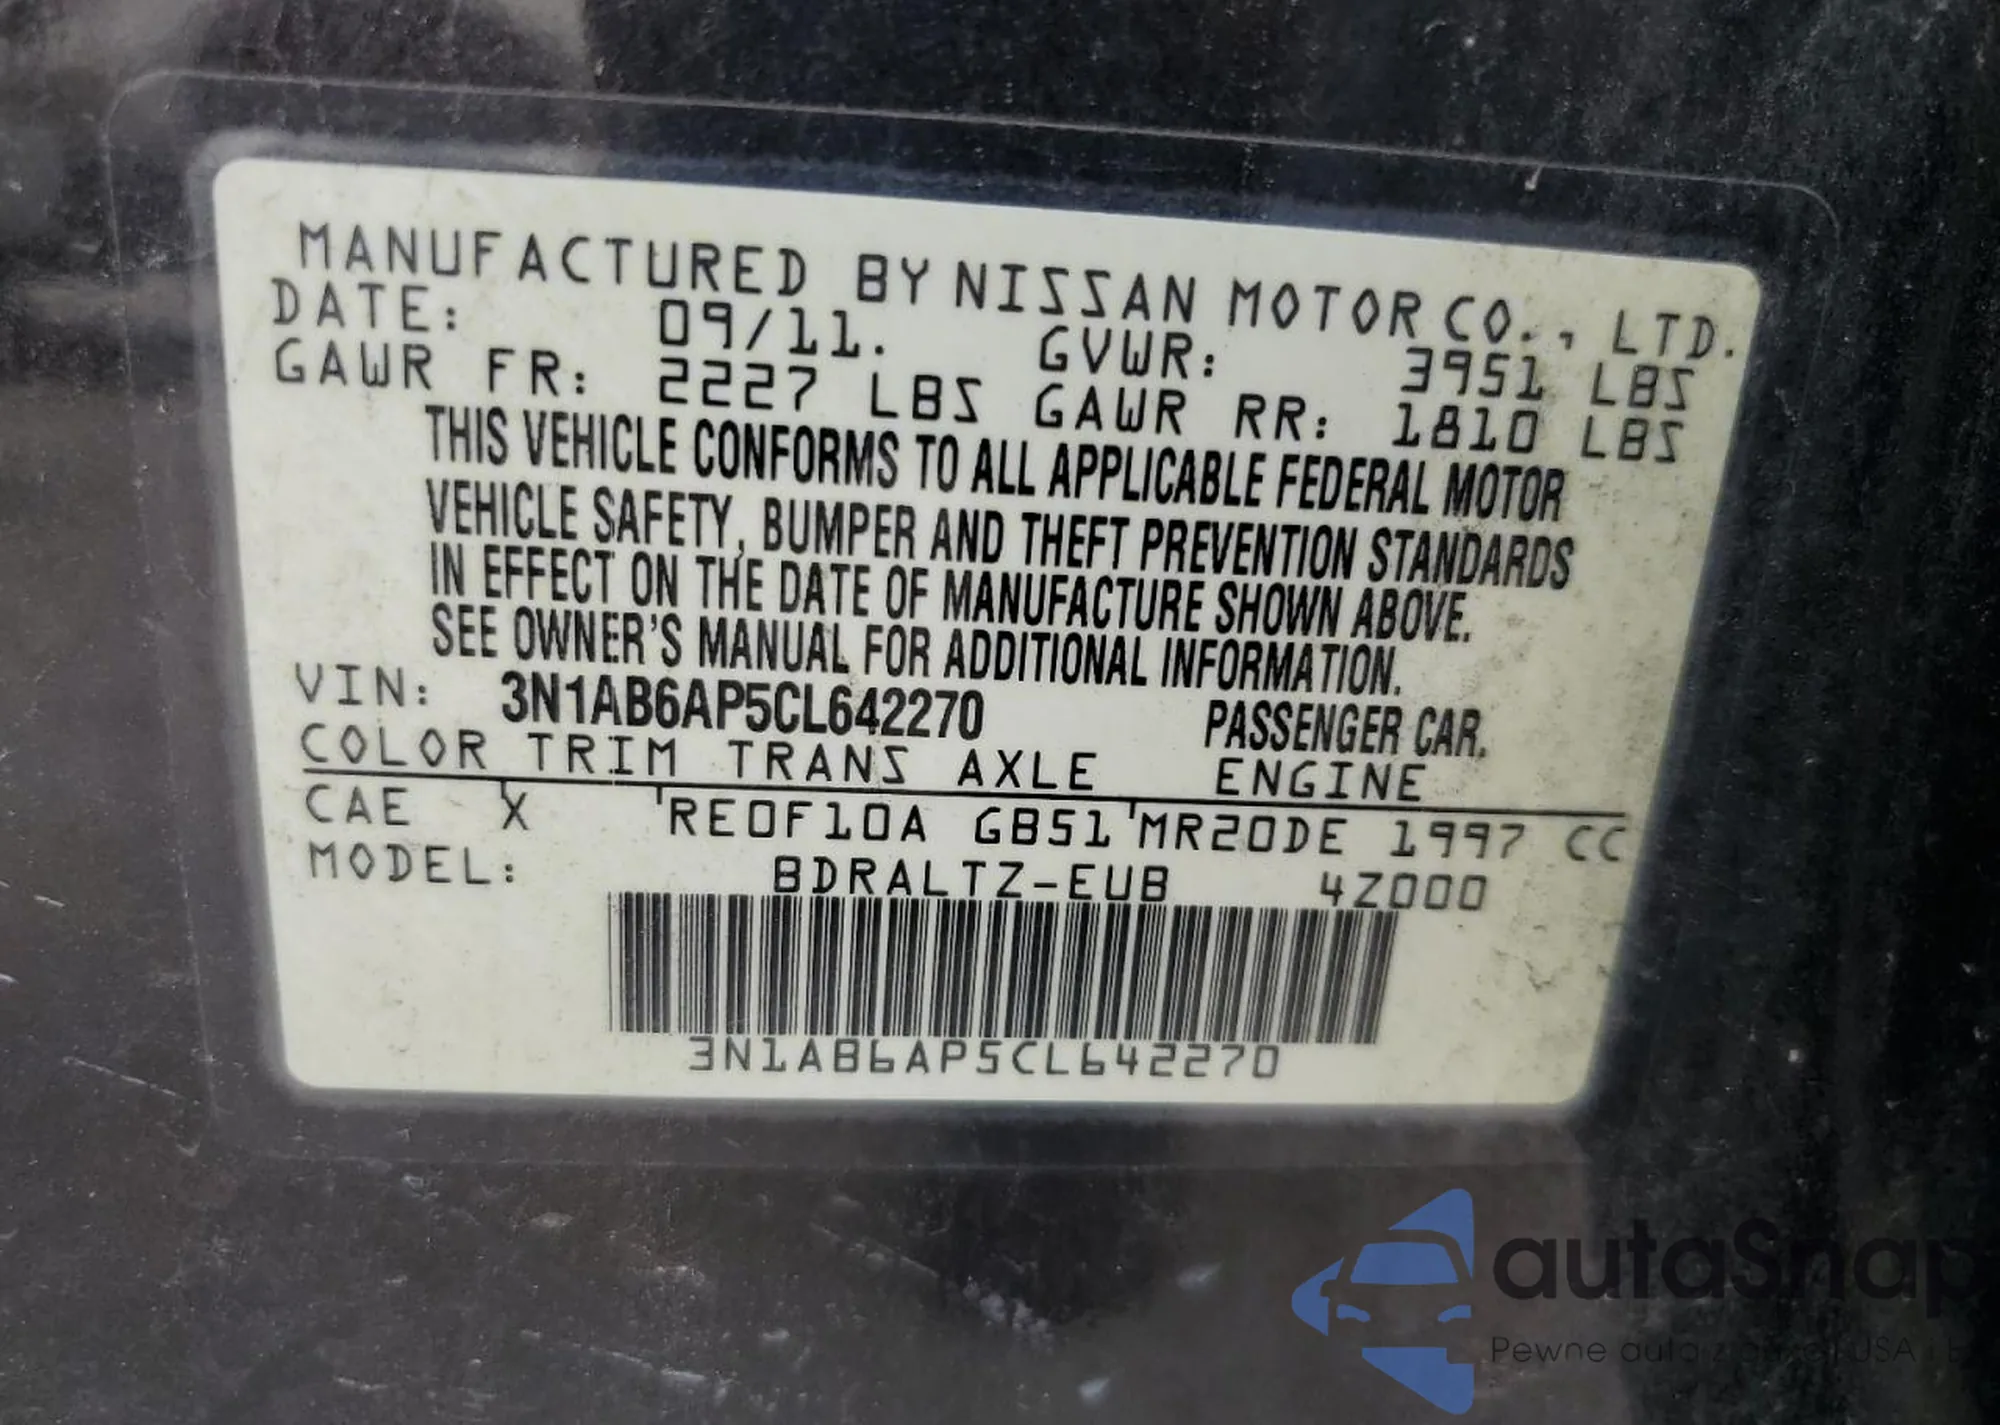 MANUFACTURED BY NISSAN MOTOR CO., LTD.
DATE: 09/11. GVWR: 3951 LBS
GAWR FR: 2227 LBS GAWR RR: 1810 LBS
THIS VEHICLE CONFORMS TO ALL APPLICABLE FEDERAL MOTOR
VEHICLE SAFETY, BUMPER AND THEFT PREVENTION STANDARDS
IN EFFECT ON THE DATE OF MANUFACTURE SHOWN ABOVE.
SEE OWNER'S MANUAL FOR ADDITIONAL INFORMATION.
VIN: 3N1AB6AP5CL642270 PASSENGER CAR.
COLOR TRIM TRANS AXLE ENGINE
CAE X RE0F10A GB51 MR20DE 1997 CC
MODEL: BDRALTZ-EUB 4Z000
3N1AB6AP5CL642270
autaSnap
Pewne auta z USA